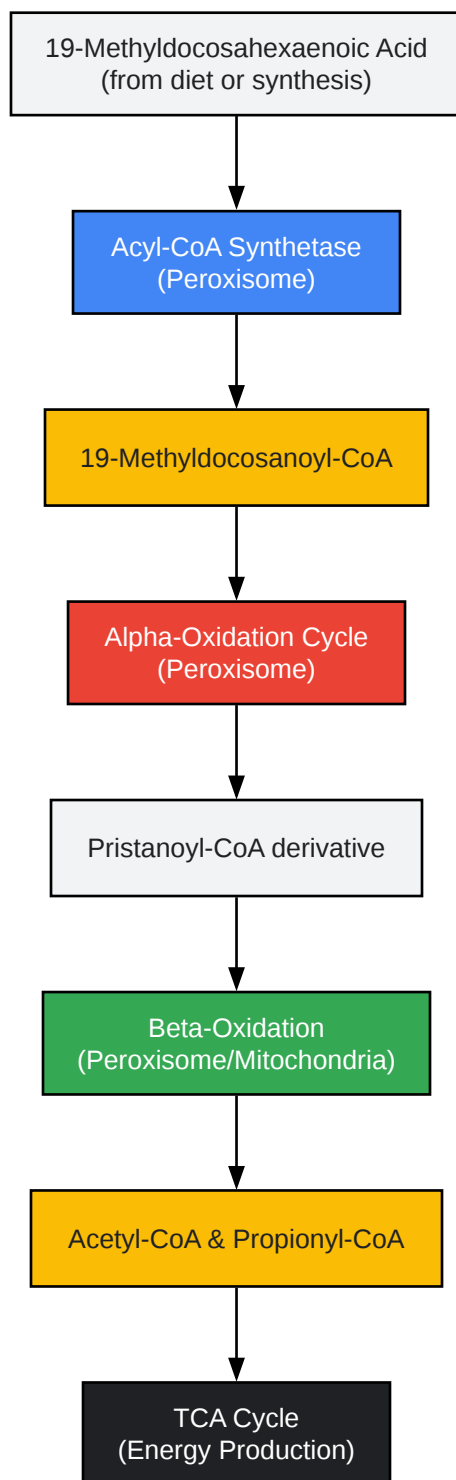 19-Methyldocosahexaenoic Acid
(from diet or synthesis)
Acyl-CoA Synthetase
(Peroxisome)
19-Methyldocosanoyl-CoA
Alpha-Oxidation Cycle
(Peroxisome)
Pristanoyl-CoA derivative
Beta-Oxidation
(Peroxisome/Mitochondria)
Acetyl-CoA & Propionyl-CoA
TCA Cycle
(Energy Production)